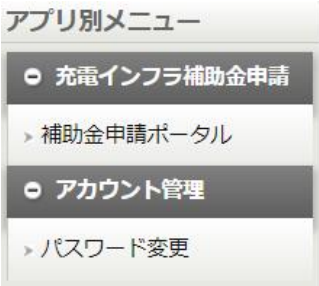 アプリ別メニュー
充電インフラ補助金申請
補助金申請ポータル
アカウント管理
パスワード変更